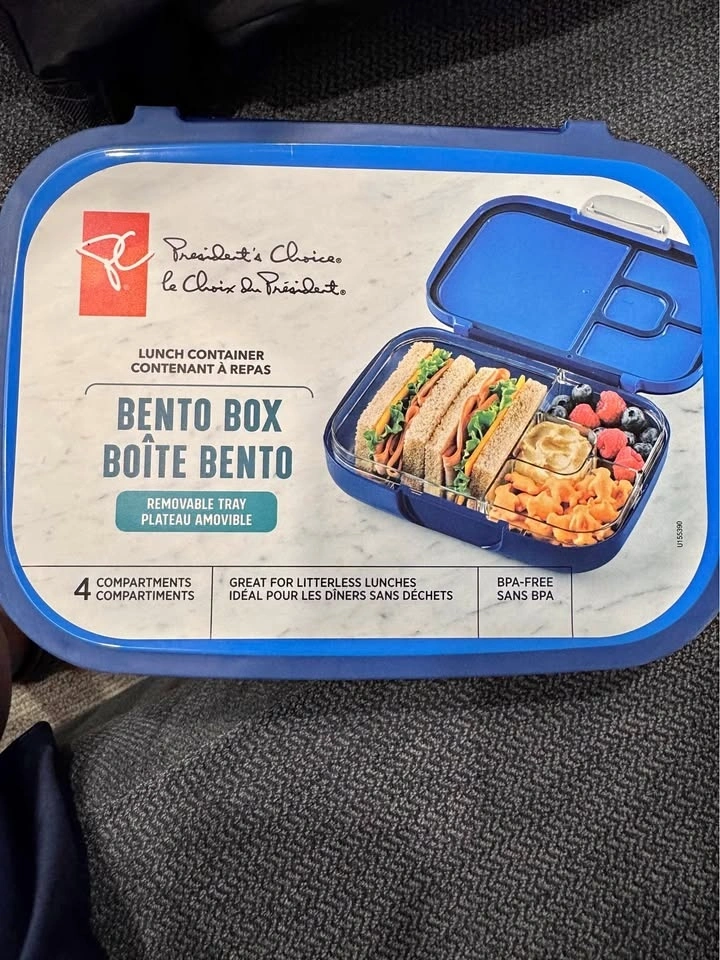 PC
President's Choice®
le Choix du Président®
LUNCH CONTAINER
CONTENANT À REPAS
BENTO BOX
BOÎTE BENTO
REMOVABLE TRAY
PLATEAU AMOVIBLE
4 COMPARTMENTS
COMPARTIMENTS
GREAT FOR LITTERLESS LUNCHES
IDÉAL POUR LES DÎNERS SANS DÉCHETS
BPA-FREE
SANS BPA
U155390